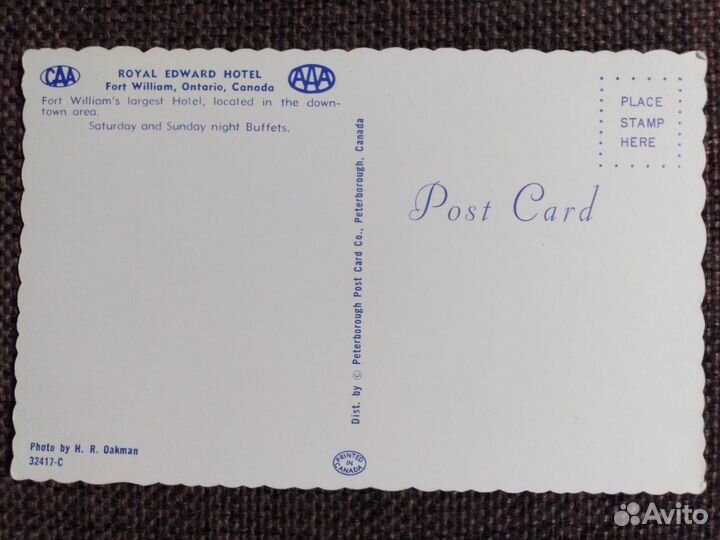 CAA
ROYAL EDWARD HOTEL
Fort William, Ontario, Canada
AAA
Fort William's largest Hotel, located in the down-
town area.
Saturday and Sunday night Buffets.
Photo by H. R. Oakman
32417-C
Dist. by © Peterborough Post Card Co., Peterborough, Canada
PRINTED
IN
CANADA
PLACE
STAMP
HERE
Post Card
Avito